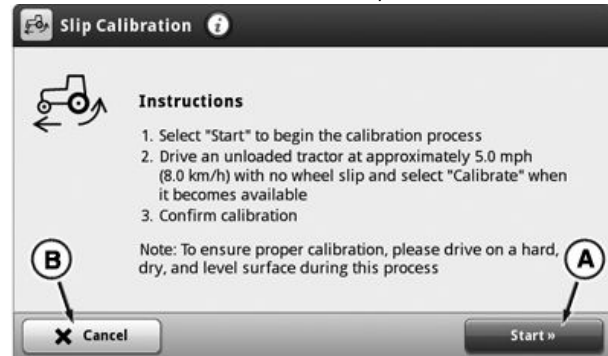 Slip Calibration i
Instructions
1. Select "Start" to begin the calibration process
2. Drive an unloaded tractor at approximately 5.0 mph
(8.0 km/h) with no wheel slip and select "Calibrate" when
it becomes available
3. Confirm calibration
Note: To ensure proper calibration, please drive on a hard,
dry, and level surface during this process
B
A
Cancel
Start »